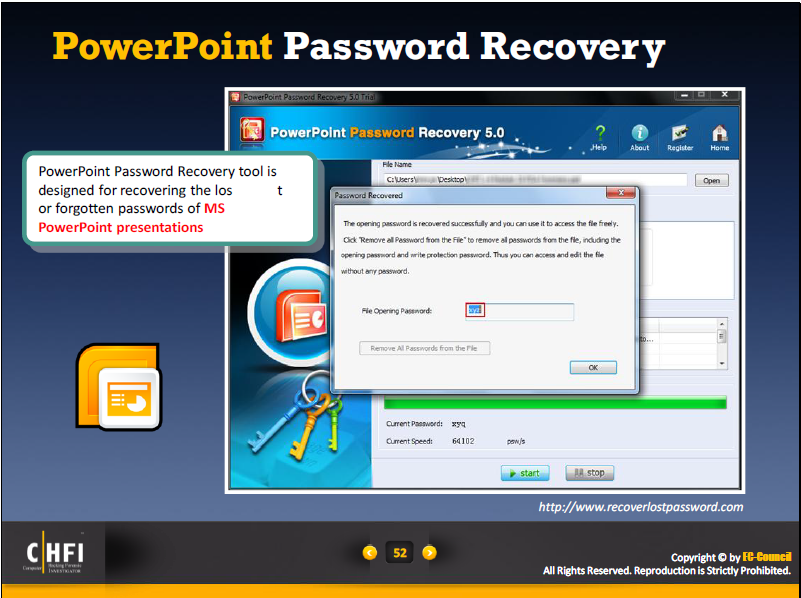 PowerPoint Password Recovery
PowerPoint Password Recovery 5.0 Trial
PowerPoint Password Recovery 5.0
Help
About
Register
Home
PowerPoint Password Recovery tool is
designed for recovering the los t
or forgotten passwords of MS
PowerPoint presentations
File Name
C:\Users\ \Desktop\
Open
Password Recovered
The opening password is recovered successfully and you can use it to access the file freely.
Click "Remove all Password from the File" to remove all passwords from the file, including the
opening password and write protection password. Thus you can access and edit the file
without any password.
File Opening Password:
Remove All Passwords from the File
OK
to...
Current Password: xyq
Current Speed: 64102 psw/s
start
stop
http://www.recoverlostpassword.com
CHFI
Computer Hacking Forensic
INVESTIGATOR
52
Copyright © by EC-Council
All Rights Reserved. Reproduction is Strictly Prohibited.